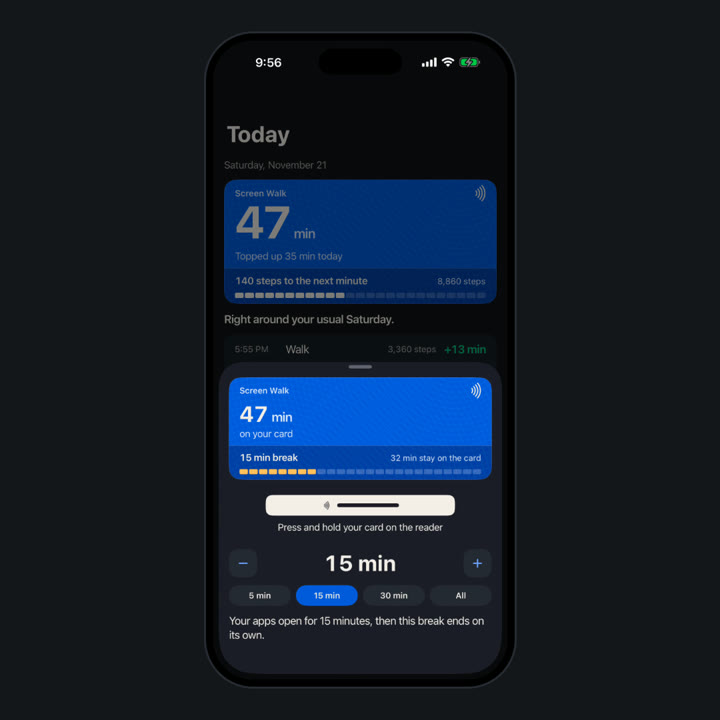 9:56
Today
Saturday, November 21
Screen Walk
47 min
Topped up 35 min today
140 steps to the next minute 8,860 steps
Right around your usual Saturday.
5:55 PM Walk 3,360 steps +13 min
Screen Walk
47 min
on your card
15 min break 32 min stay on the card
Press and hold your card on the reader
− 15 min +
5 min 15 min 30 min All
Your apps open for 15 minutes, then this break ends on
its own.